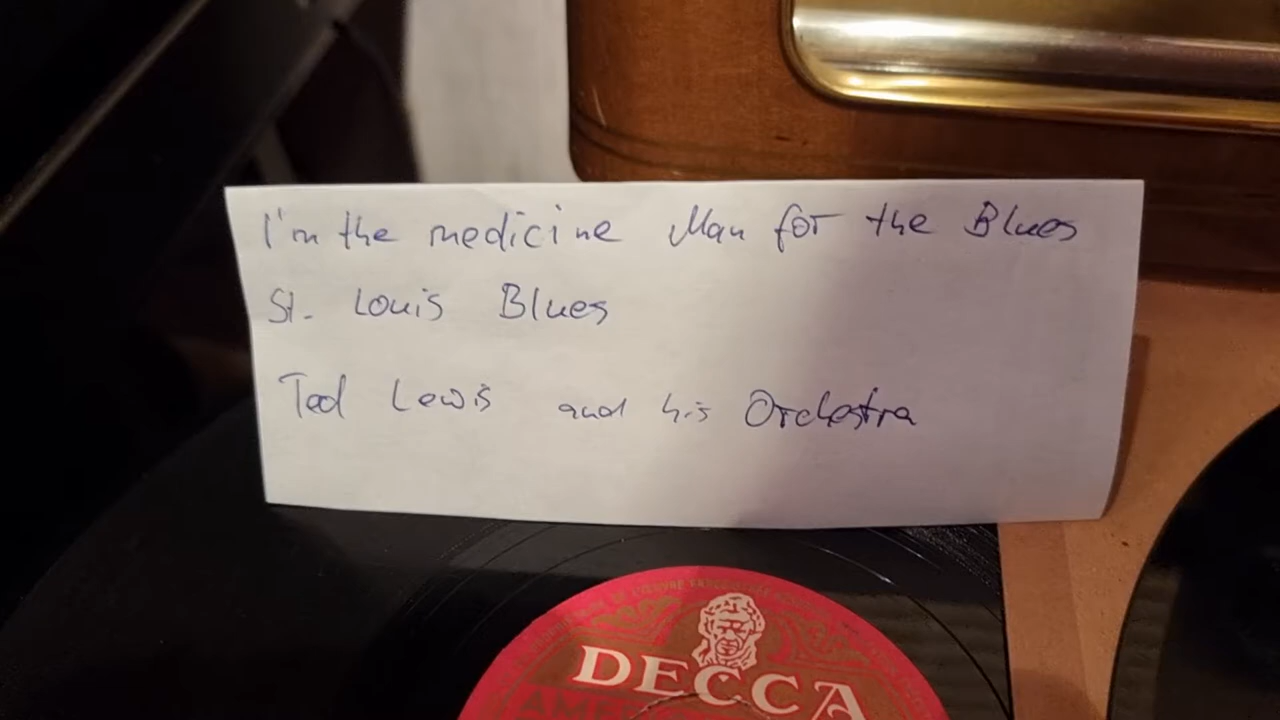 I'm the medicine Man for the Blues
St. Louis Blues
Ted Lewis and his Orchestra
DECCA